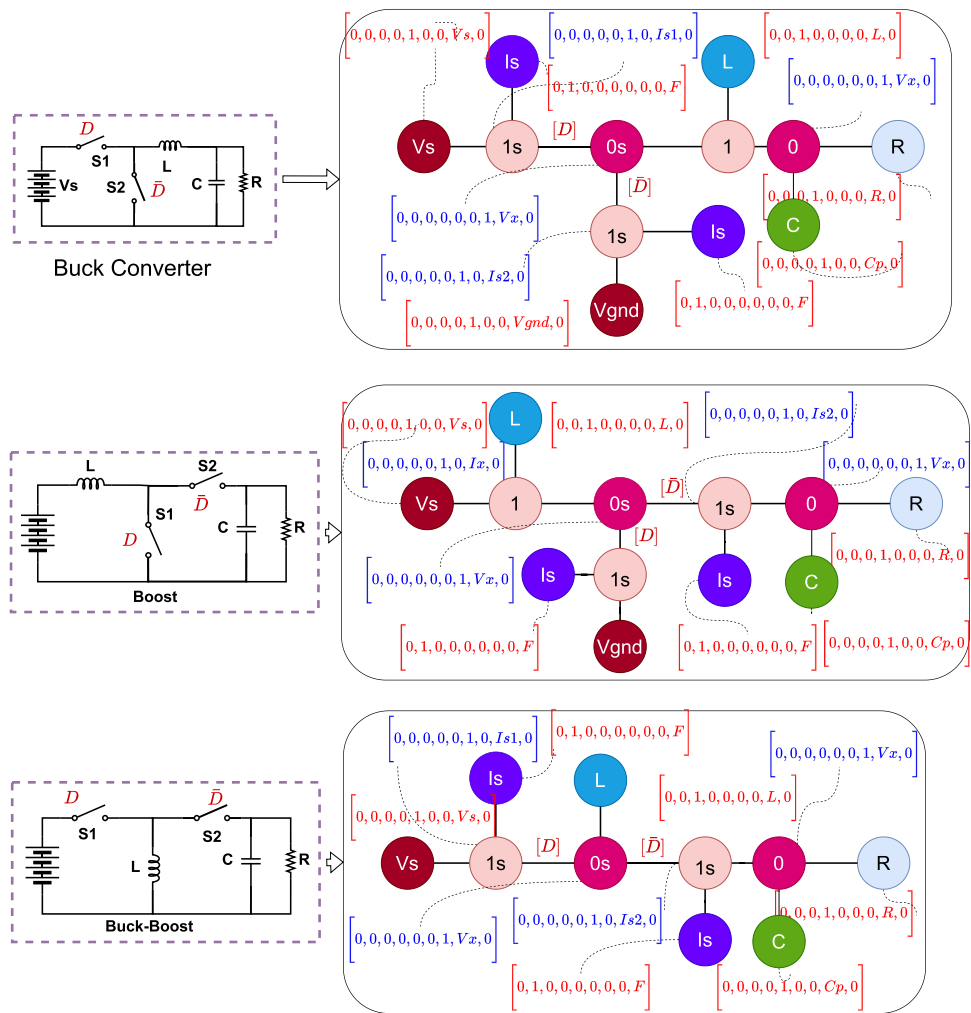 [0,0,0,0,1,0,0,Vs,0]
[0,0,0,0,0,1,0,Is1,0]
[0,0,1,0,0,0,0,L,0]
Is
L
[0,1,0,0,0,0,0,0,F]
[0,0,0,0,0,0,1,Vx,0]
D
S1
L
S2
D̄
Vs
C
R
Buck Converter
Vs
1s
[D]
0s
1
0
R
[D̄]
[0,0,0,1,0,0,0,R,0]
[0,0,0,0,0,0,1,Vx,0]
1s
Is
C
[0,0,0,0,0,1,0,Is2,0]
[0,0,0,0,1,0,0,Cp,0]
[0,1,0,0,0,0,0,0,F]
Vgnd
[0,0,0,0,1,0,0,Vgnd,0]
[0,0,0,0,1,0,0,Vs,0]
L
[0,0,1,0,0,0,0,L,0]
[0,0,0,0,0,1,0,Is2,0]
[0,0,0,0,0,1,0,Ix,0]
[0,0,0,0,0,0,1,Vx,0]
L
S2
D̄
S1
D
C
R
Boost
Vs
1
0s
[D̄]
1s
0
R
[D]
[0,0,0,1,0,0,0,R,0]
[0,0,0,0,0,0,1,Vx,0]
Is
1s
Is
C
[0,1,0,0,0,0,0,0,F]
Vgnd
[0,1,0,0,0,0,0,0,F]
[0,0,0,0,1,0,0,Cp,0]
[0,0,0,0,0,1,0,Is1,0]
[0,1,0,0,0,0,0,0,F]
[0,0,0,0,0,0,1,Vx,0]
Is
L
[0,0,1,0,0,0,0,L,0]
[0,0,0,0,1,0,0,Vs,0]
D
S1
D̄
S2
L
C
R
Buck-Boost
Vs
1s
[D]
0s
[D̄]
1s
0
R
[0,0,0,1,0,0,0,R,0]
[0,0,0,0,0,1,0,Is2,0]
[0,0,0,0,0,0,1,Vx,0]
Is
C
[0,1,0,0,0,0,0,0,F]
[0,0,0,0,1,0,0,Cp,0]